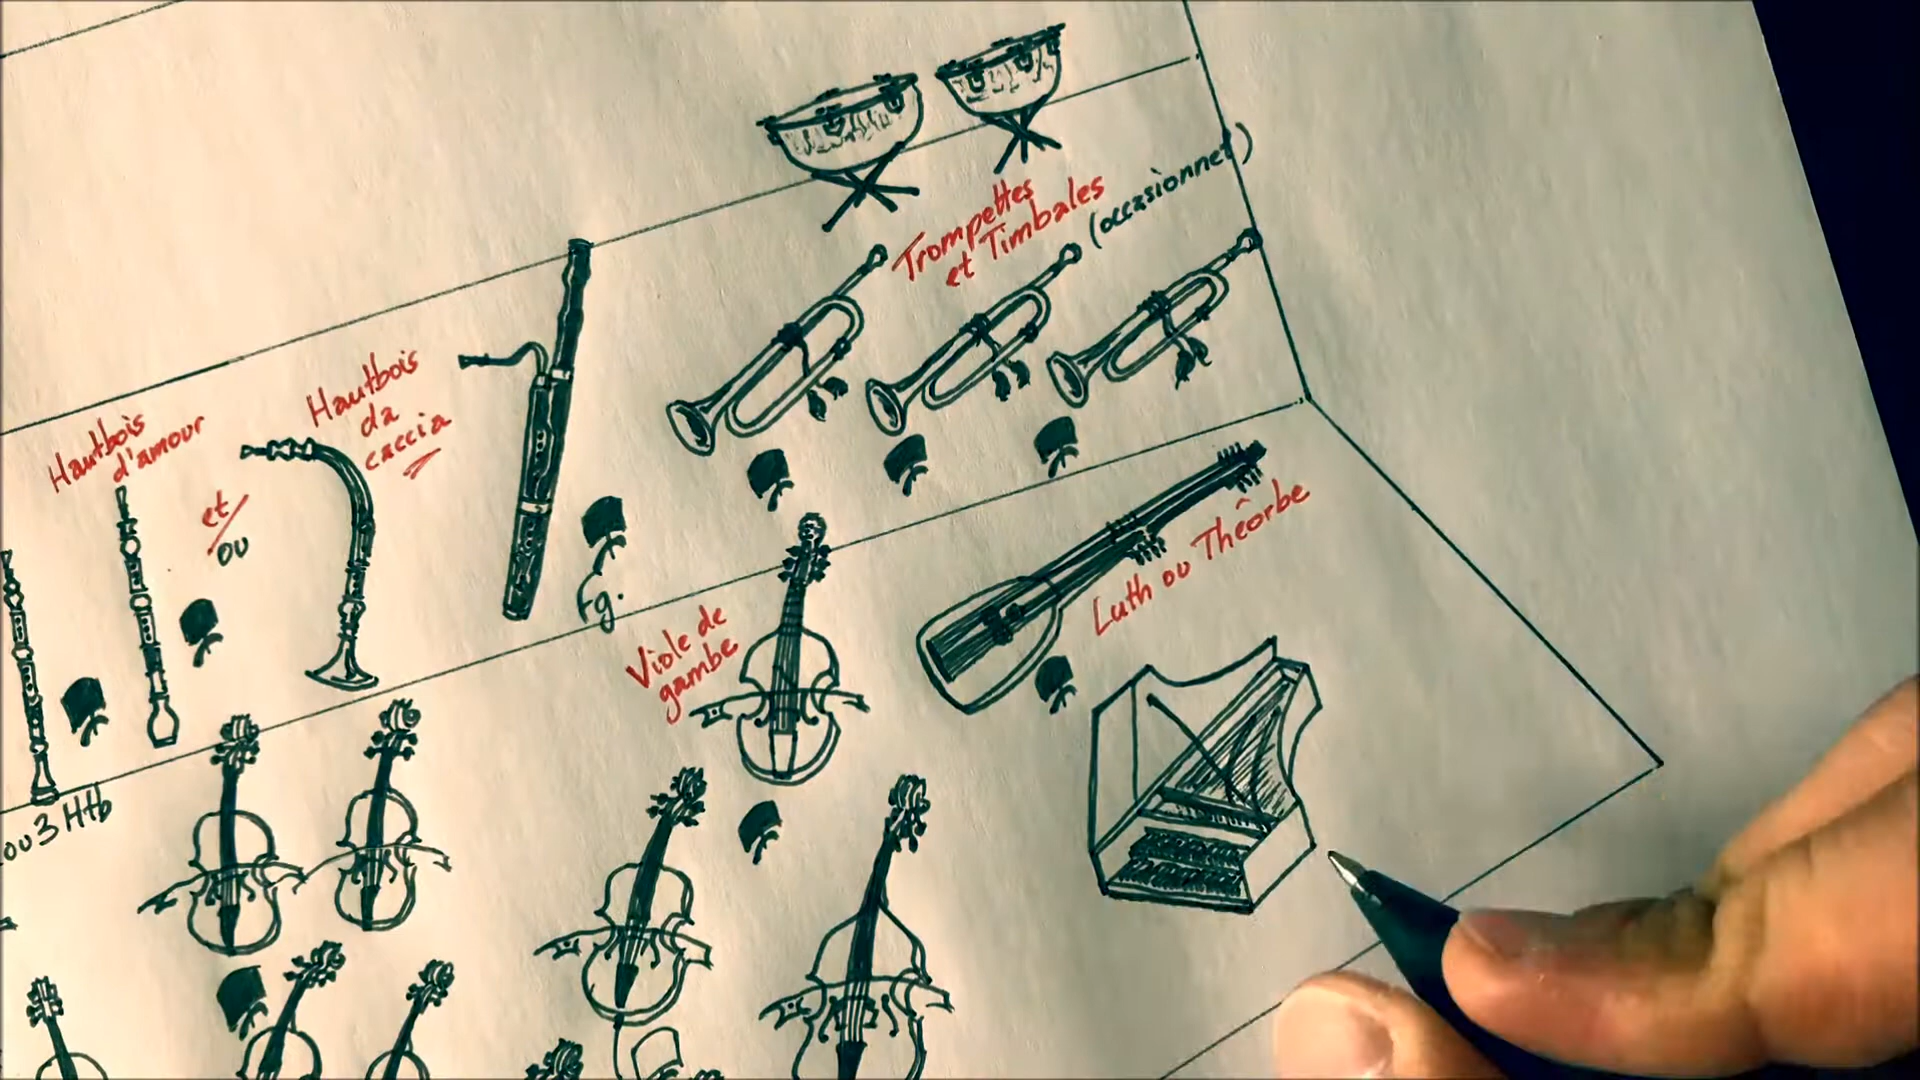 Trompettes
et Timbales
(occasionnel)
Hautbois
da
caccia
Hautbois
d'amour
et/
ou
Fg.
Luth ou Théorbe
Viole de
gambe
ou 3 Htb